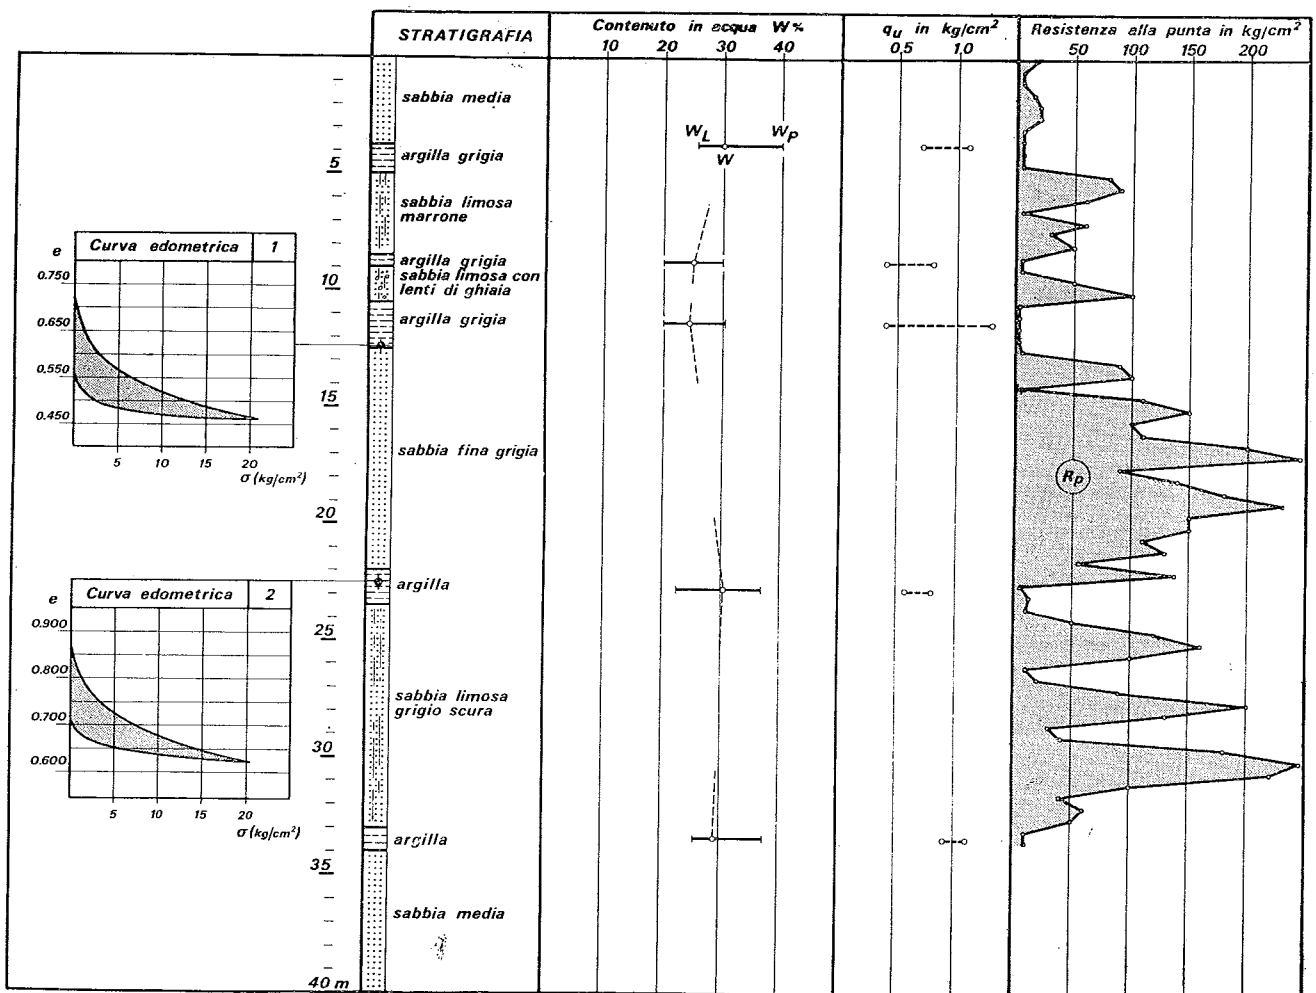 STRATIGRAFIA
Contenuto in acqua W%
10 20 30 40
qu in kg/cm²
0,5 1,0
Resistenza alla punta in kg/cm²
50 100 150 200
sabbia media
WL W WP
argilla grigia
5
sabbia limosa
marrone
argilla grigia
sabbia limosa con
lenti di ghiaia
10
argilla grigia
15
sabbia fina grigia
Rp
20
argilla
25
sabbia limosa
grigio scura
30
argilla
35
sabbia media
40 m
e
Curva edometrica 1
0.750
0.650
0.550
0.450
5 10 15 20
σ (kg/cm²)
e
Curva edometrica 2
0.900
0.800
0.700
0.600
5 10 15 20
σ (kg/cm²)